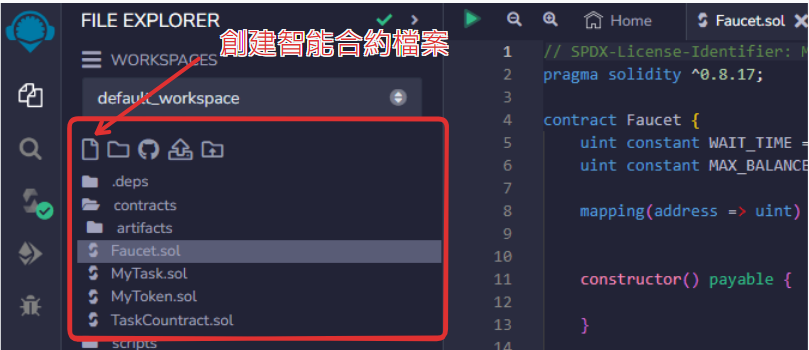 FILE EXPLORER
創建智能合約檔案
WORKSPACES
default_workspace
.deps
contracts
artifacts
Faucet.sol
MyTask.sol
MyToken.sol
TaskCountract.sol
scripts
Home
Faucet.sol
1 // SPDX-License-Identifier: M
2 pragma solidity ^0.8.17;
3
4 contract Faucet {
5 uint constant WAIT_TIME =
6 uint constant MAX_BALANCE
7
8 mapping(address => uint)
9
10
11 constructor() payable {
12
13 }
14